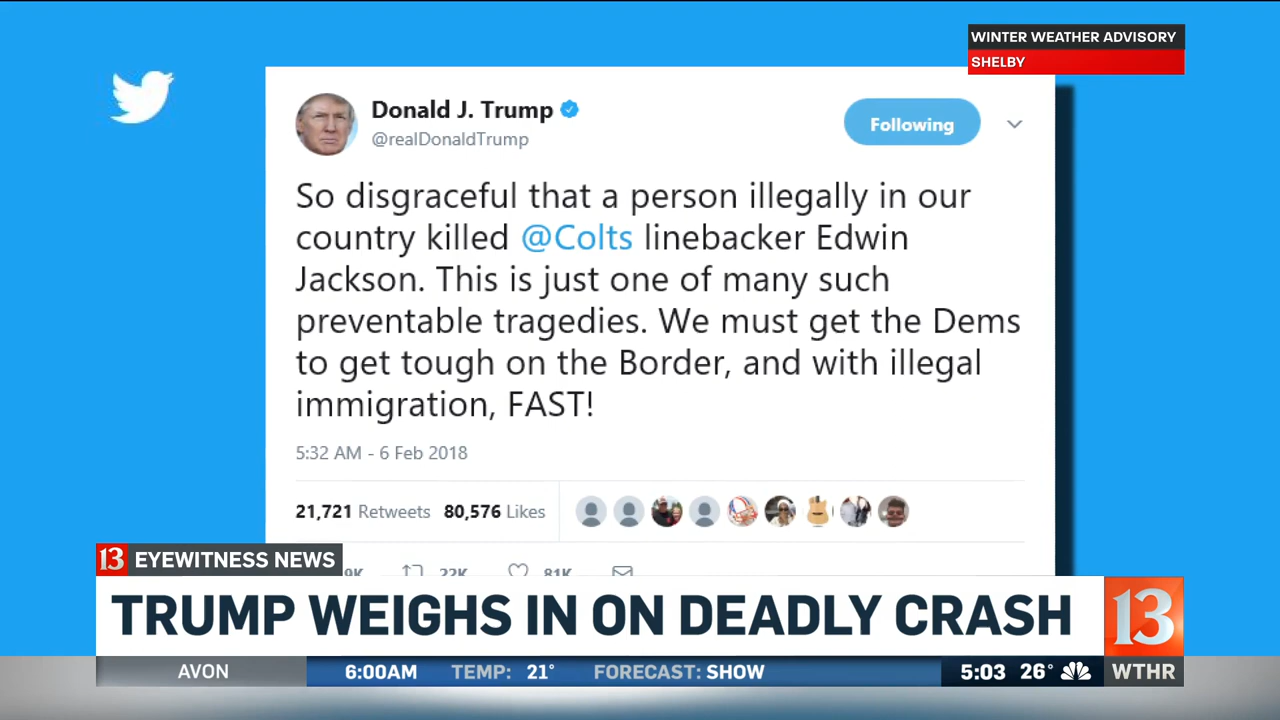 WINTER WEATHER ADVISORY
SHELBY
Donald J. Trump
@realDonaldTrump
Following
So disgraceful that a person illegally in our
country killed @Colts linebacker Edwin
Jackson. This is just one of many such
preventable tragedies. We must get the Dems
to get tough on the Border, and with illegal
immigration, FAST!
5:32 AM - 6 Feb 2018
21,721 Retweets 80,576 Likes
22K 81K
13 EYEWITNESS NEWS
TRUMP WEIGHS IN ON DEADLY CRASH
13
AVON 6:00AM TEMP: 21° FORECAST: SHOW 5:03 26° WTHR